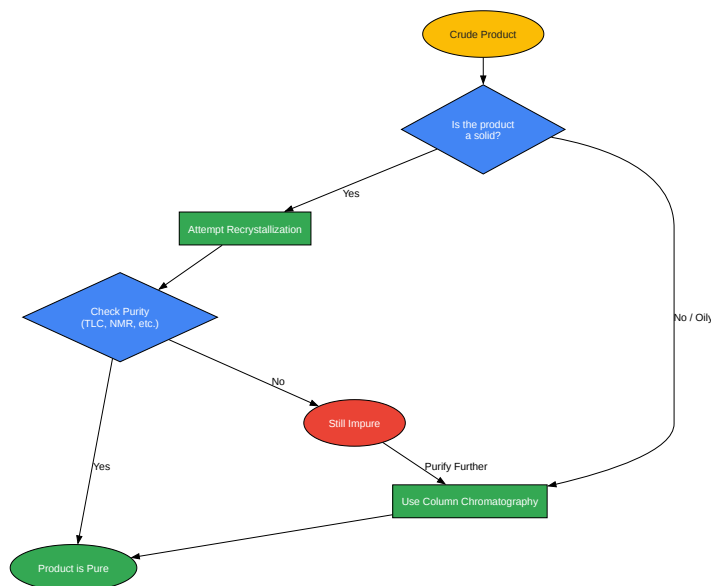 Crude Product
Is the product
a solid?
Yes
Attempt Recrystallization
Check Purity
(TLC, NMR, etc.)
No / Oily
No
Still Impure
Yes
Purify Further
Use Column Chromatography
Product is Pure